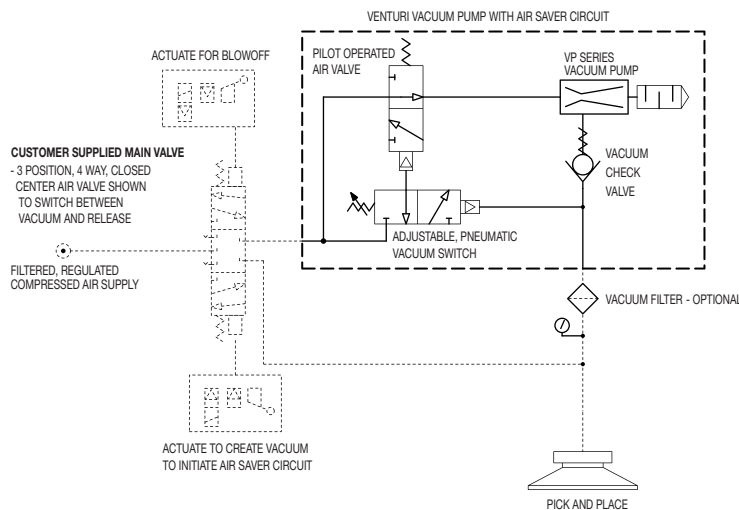 VENTURI VACUUM PUMP WITH AIR SAVER CIRCUIT
ACTUATE FOR BLOWOFF
PILOT OPERATED
AIR VALVE
VP SERIES
VACUUM PUMP
CUSTOMER SUPPLIED MAIN VALVE
- 3 POSITION, 4 WAY, CLOSED
CENTER AIR VALVE SHOWN
TO SWITCH BETWEEN
VACUUM AND RELEASE
VACUUM
CHECK
VALVE
ADJUSTABLE, PNEUMATIC
VACUUM SWITCH
FILTERED, REGULATED
COMPRESSED AIR SUPPLY
VACUUM FILTER - OPTIONAL
ACTUATE TO CREATE VACUUM
TO INITIATE AIR SAVER CIRCUIT
PICK AND PLACE